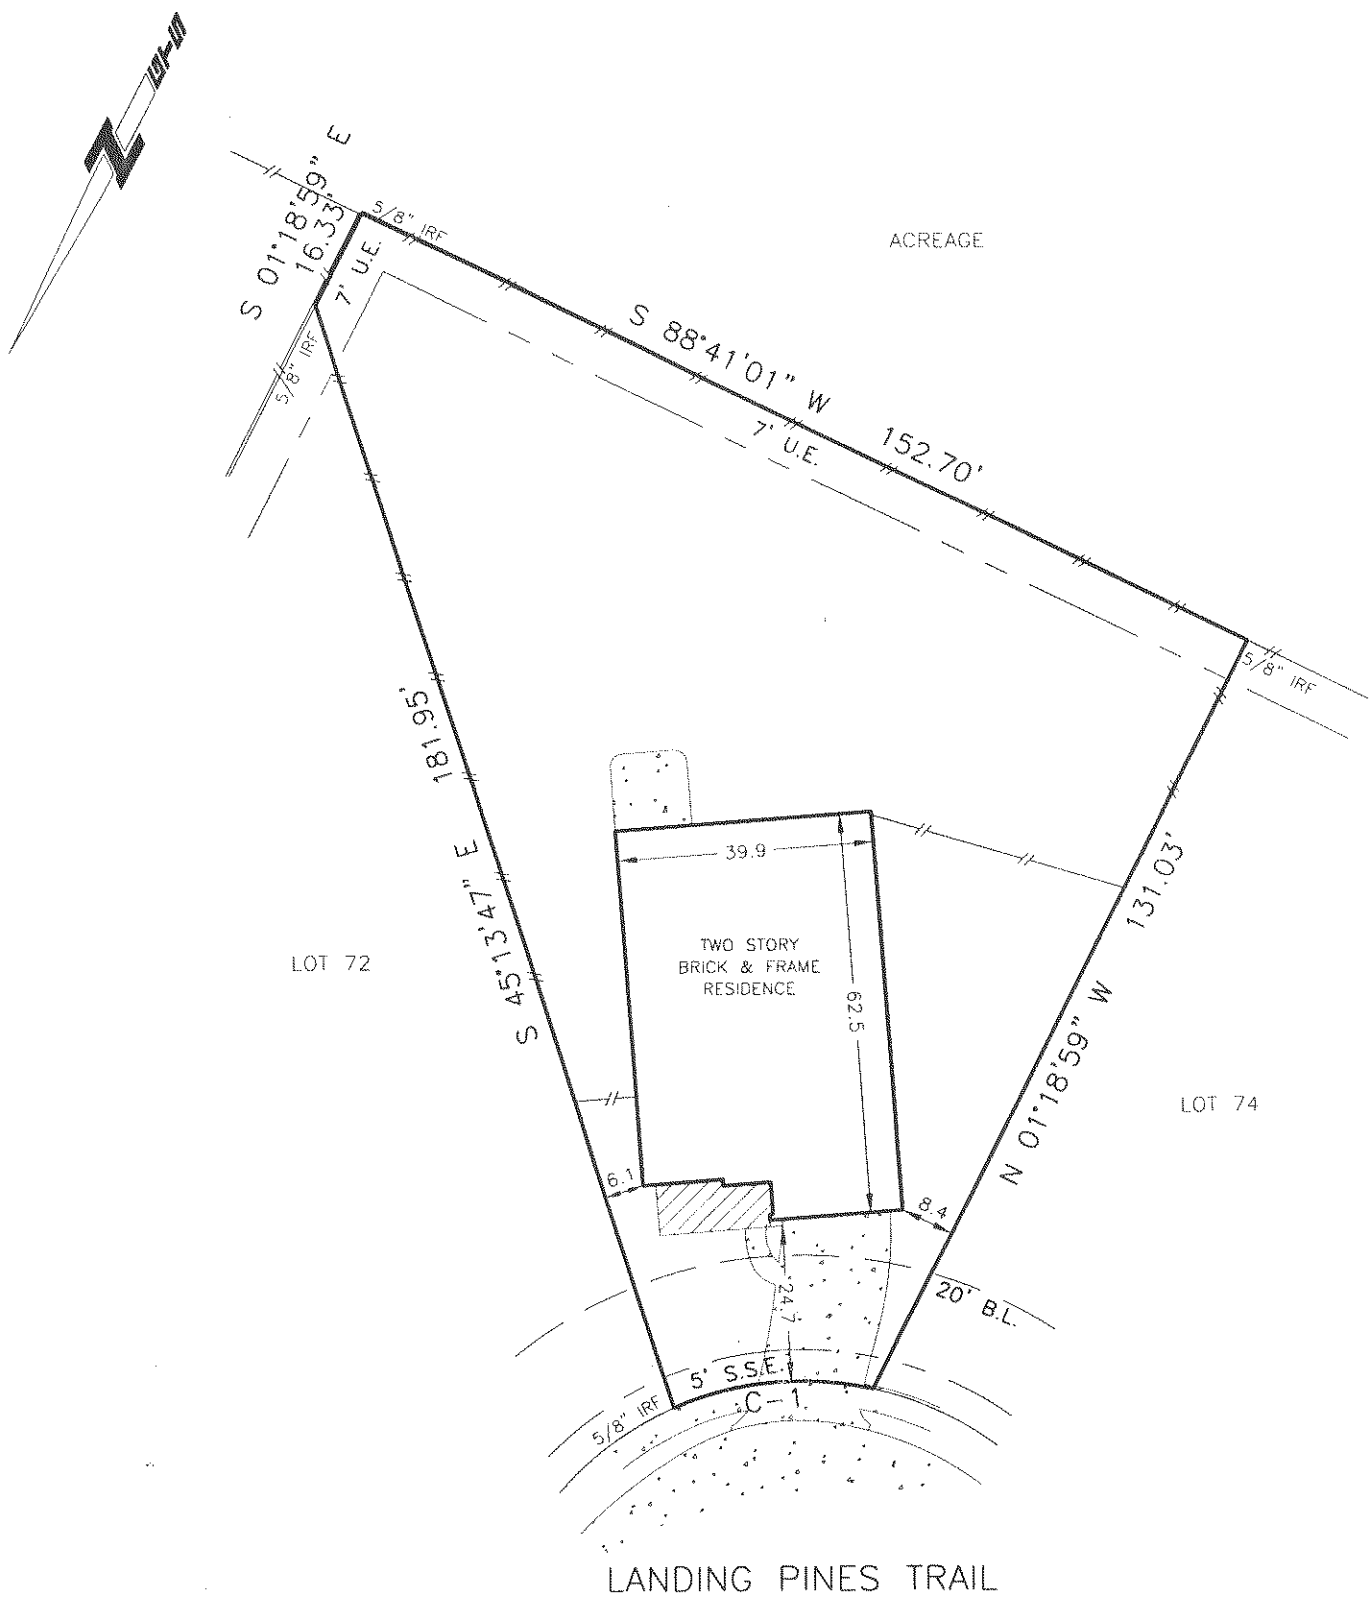 GIS
N
S 01°18'59" E
16.33'
5/8" IRF
7' U.E.
ACREAGE
5/8" IRF
S 88°41'01" W 152.70'
7' U.E.
5/8" IRF
181.95'
S 45°13'47" E
39.9
131.03'
N 01°18'59" W
LOT 72
TWO STORY
BRICK & FRAME
RESIDENCE
62.5
LOT 74
6.1
8.4
24.7
20' B.L.
5' S.S.E.
C-1
5/8" IRF
LANDING PINES TRAIL